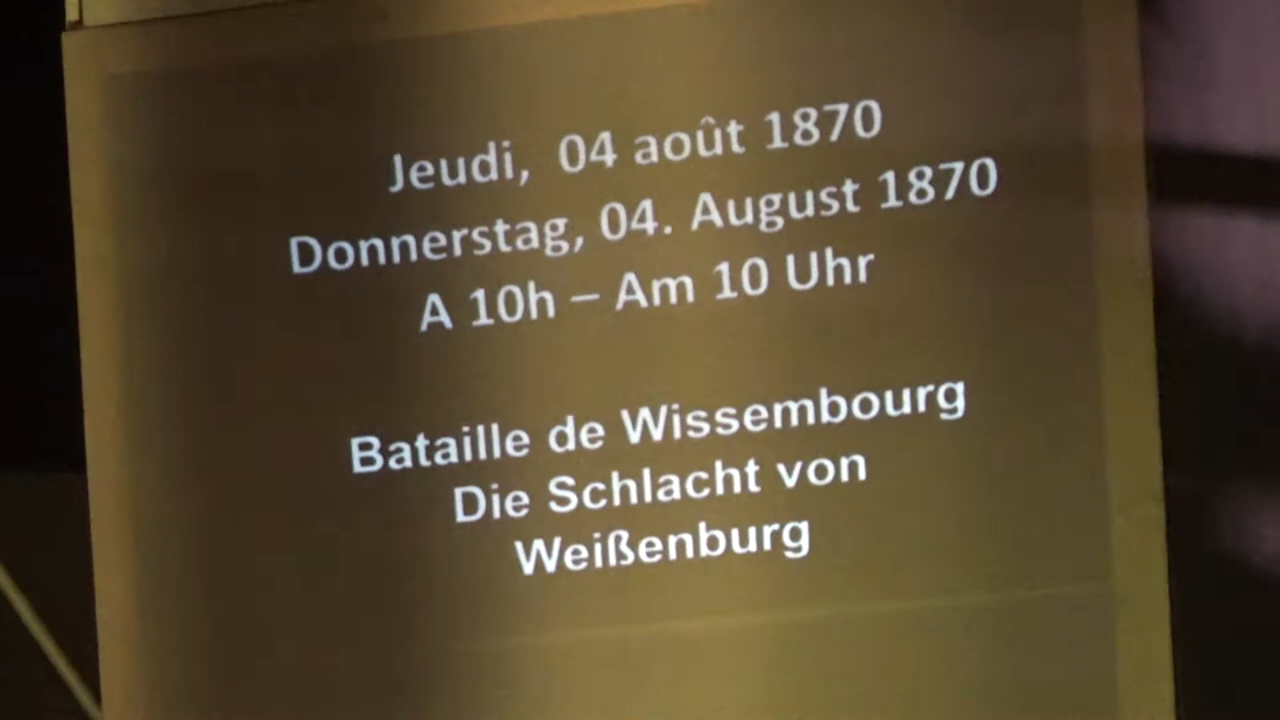 Jeudi, 04 août 1870
Donnerstag, 04. August 1870
A 10h – Am 10 Uhr
Bataille de Wissembourg
Die Schlacht von
Weißenburg